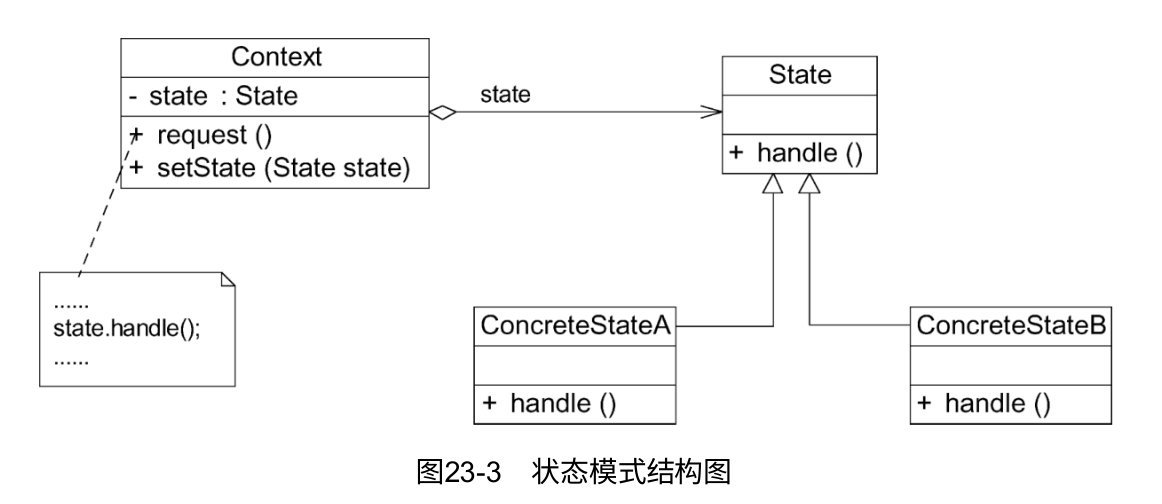 Context
- state : State
+ request ()
+ setState (State state)
state
State
+ handle ()
......
state.handle();
......
ConcreteStateA
+ handle ()
ConcreteStateB
+ handle ()
图23-3 状态模式结构图